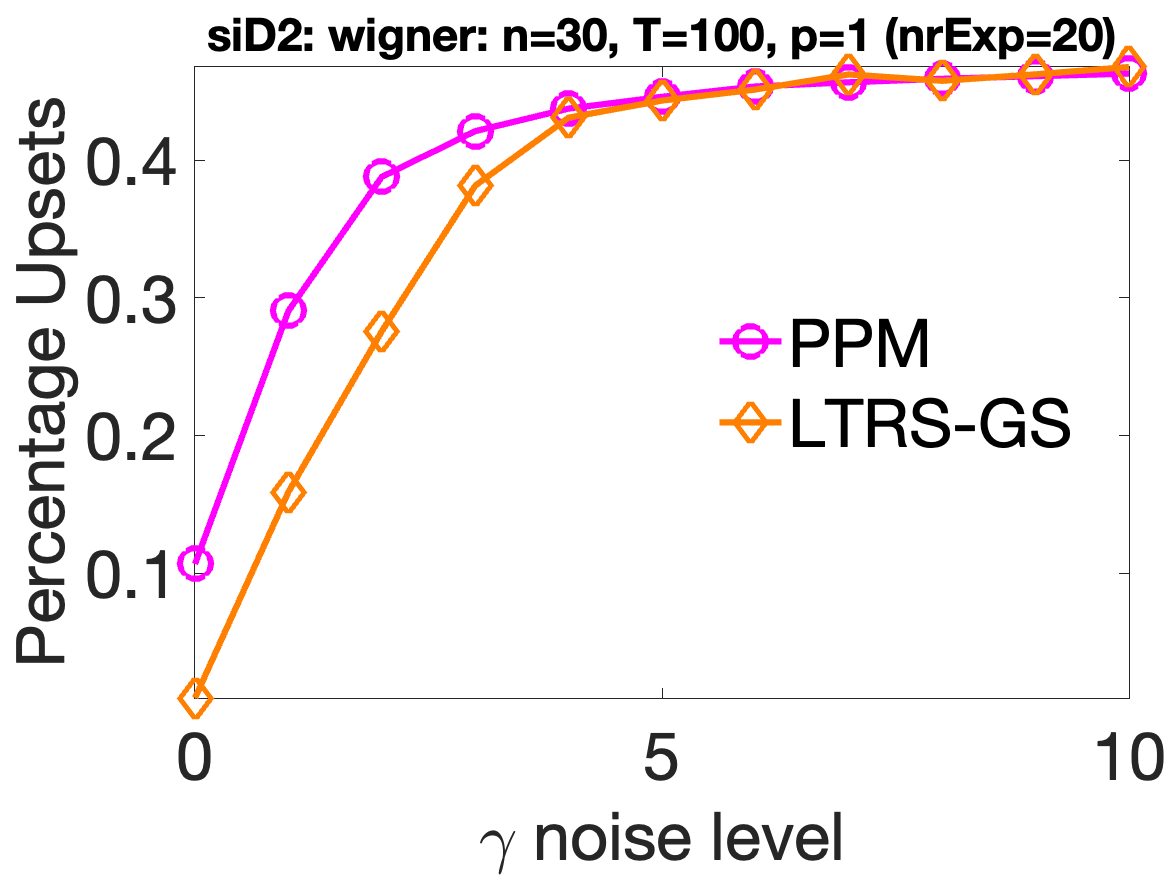 siD2: wigner: n=30, T=100, p=1 (nrExp=20)
Percentage Upsets
0.4
0.3
0.2
0.1
PPM
LTRS-GS
0 5 10
γ noise level